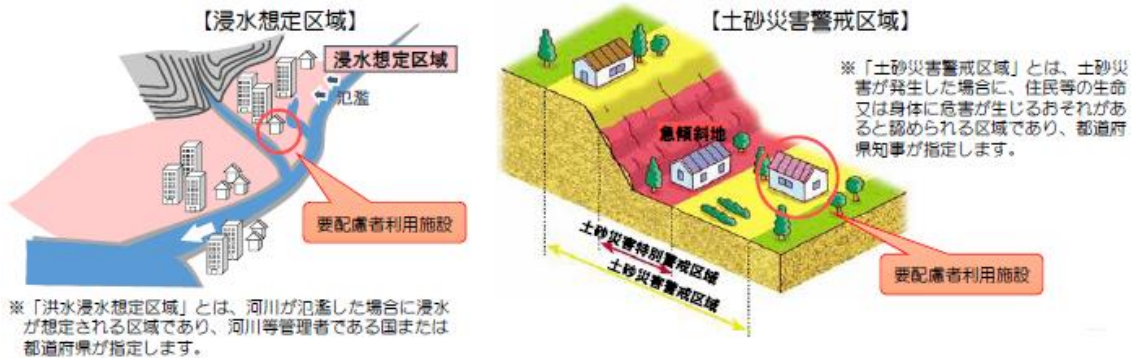 【浸水想定区域】
浸水想定区域
氾濫
要配慮者利用施設
※「洪水浸水想定区域」とは、河川が氾濫した場合に浸水
が想定される区域であり、河川等管理者である国または
都道府県が指定します。
【土砂災害警戒区域】
※「土砂災害警戒区域」とは、土砂災
害が発生した場合に、住民等の生命
又は身体に危害が生じるおそれがあ
ると認められる区域であり、都道府
県知事が指定します。
急傾斜地
土砂災害特別警戒区域
土砂災害警戒区域
要配慮者利用施設